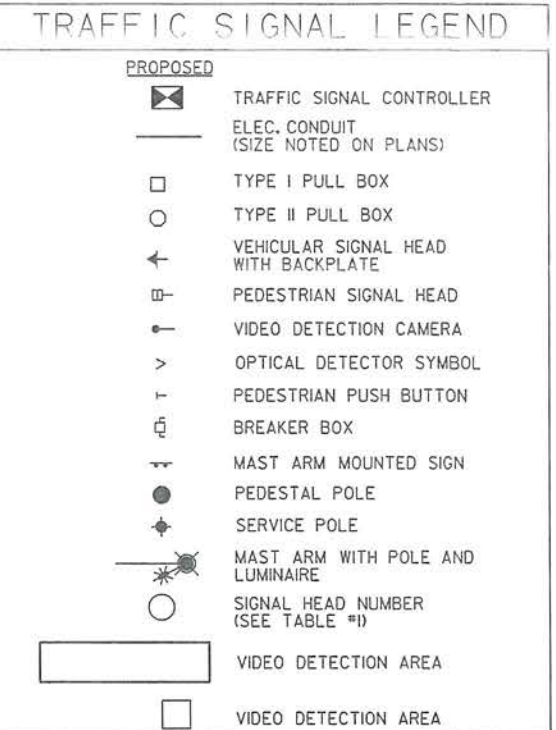 TRAFFIC SIGNAL LEGEND
PROPOSED
TRAFFIC SIGNAL CONTROLLER
ELEC. CONDUIT
(SIZE NOTED ON PLANS)
TYPE I PULL BOX
TYPE II PULL BOX
VEHICULAR SIGNAL HEAD
WITH BACKPLATE
PEDESTRIAN SIGNAL HEAD
VIDEO DETECTION CAMERA
OPTICAL DETECTOR SYMBOL
PEDESTRIAN PUSH BUTTON
BREAKER BOX
MAST ARM MOUNTED SIGN
PEDESTAL POLE
SERVICE POLE
MAST ARM WITH POLE AND
LUMINAIRE
SIGNAL HEAD NUMBER
(SEE TABLE #1)
VIDEO DETECTION AREA
VIDEO DETECTION AREA